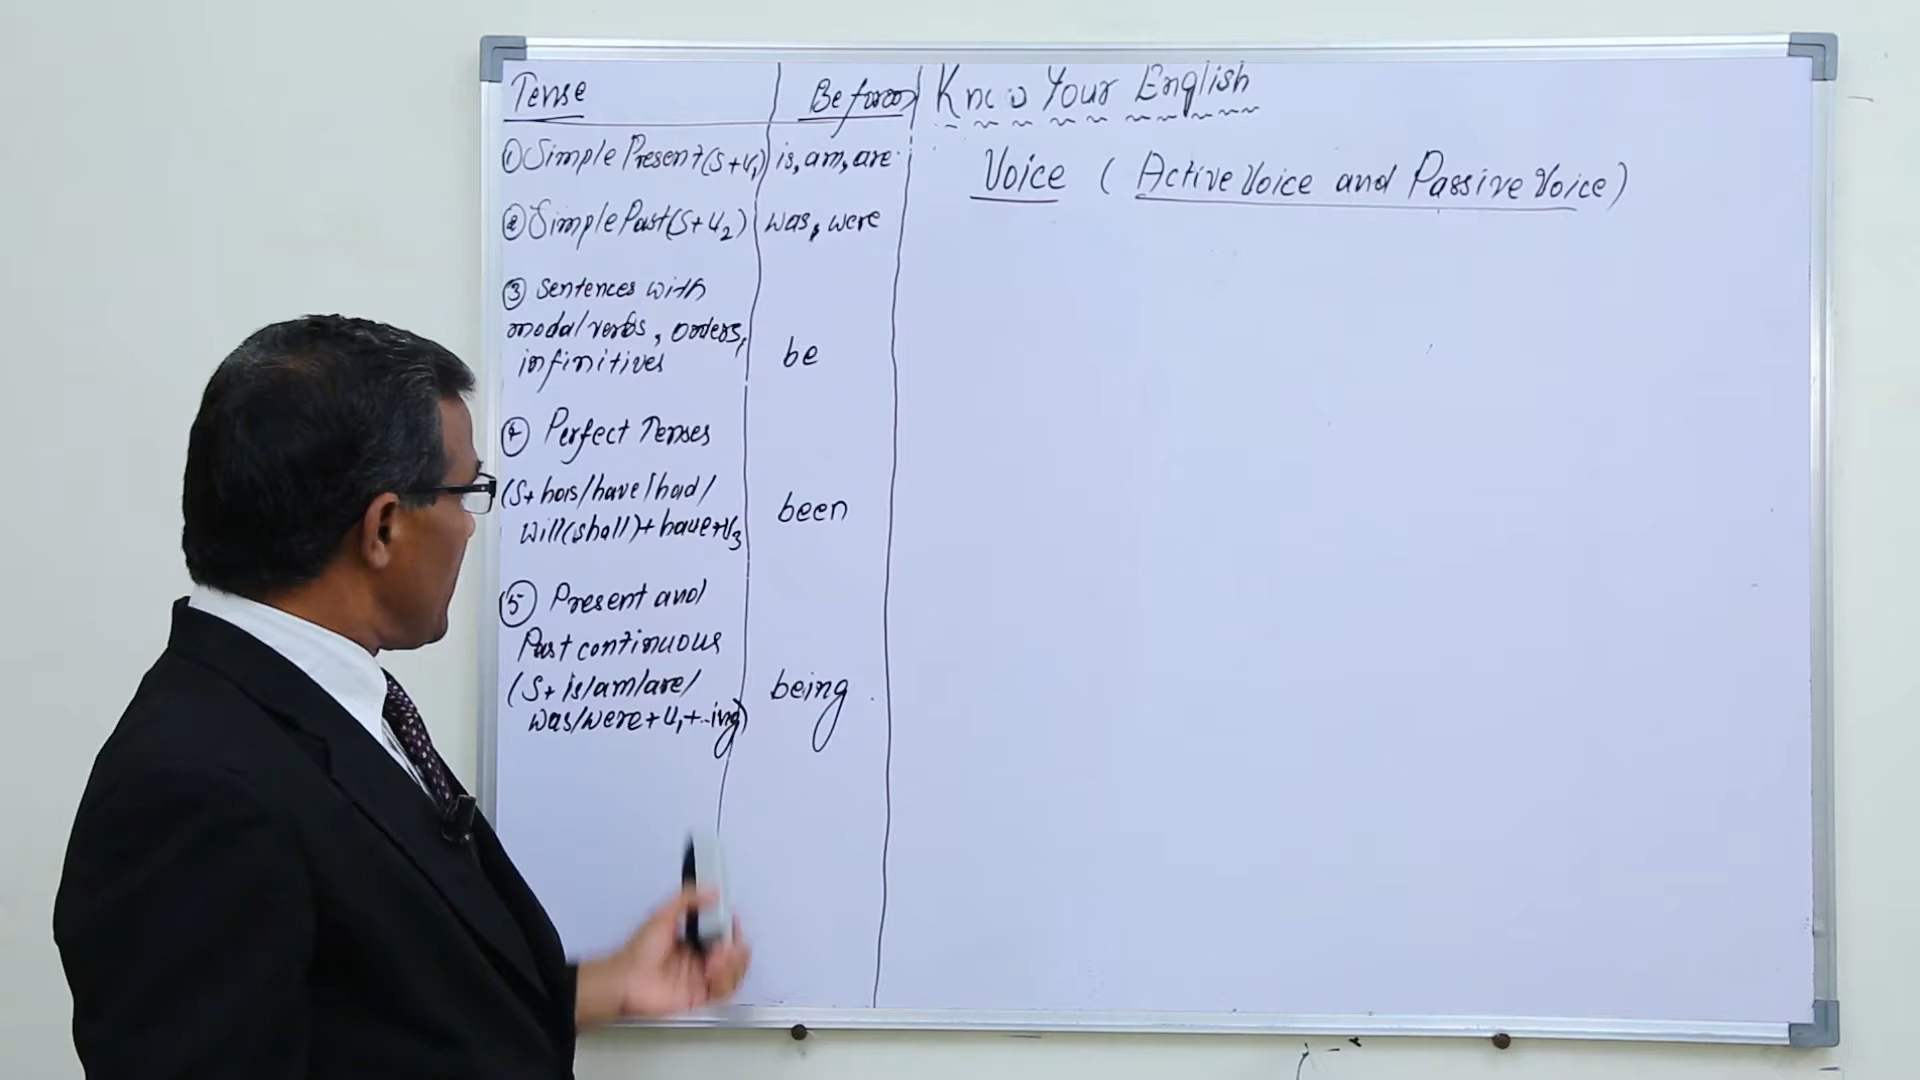 Tense
Be form
Know Your English
Voice (Active Voice and Passive Voice)
① Simple Present (S+V₁)
is, am, are
② Simple Past (S+V₂)
was, were
③ Sentences with
modal verbs, orders,
infinitives
be
④ Perfect Tenses
(S+ has/have/had/
will(shall)+have+V₃
been
⑤ Present and
Past continuous
(S+ is/am/are/
was/were+V₁+..ing)
being